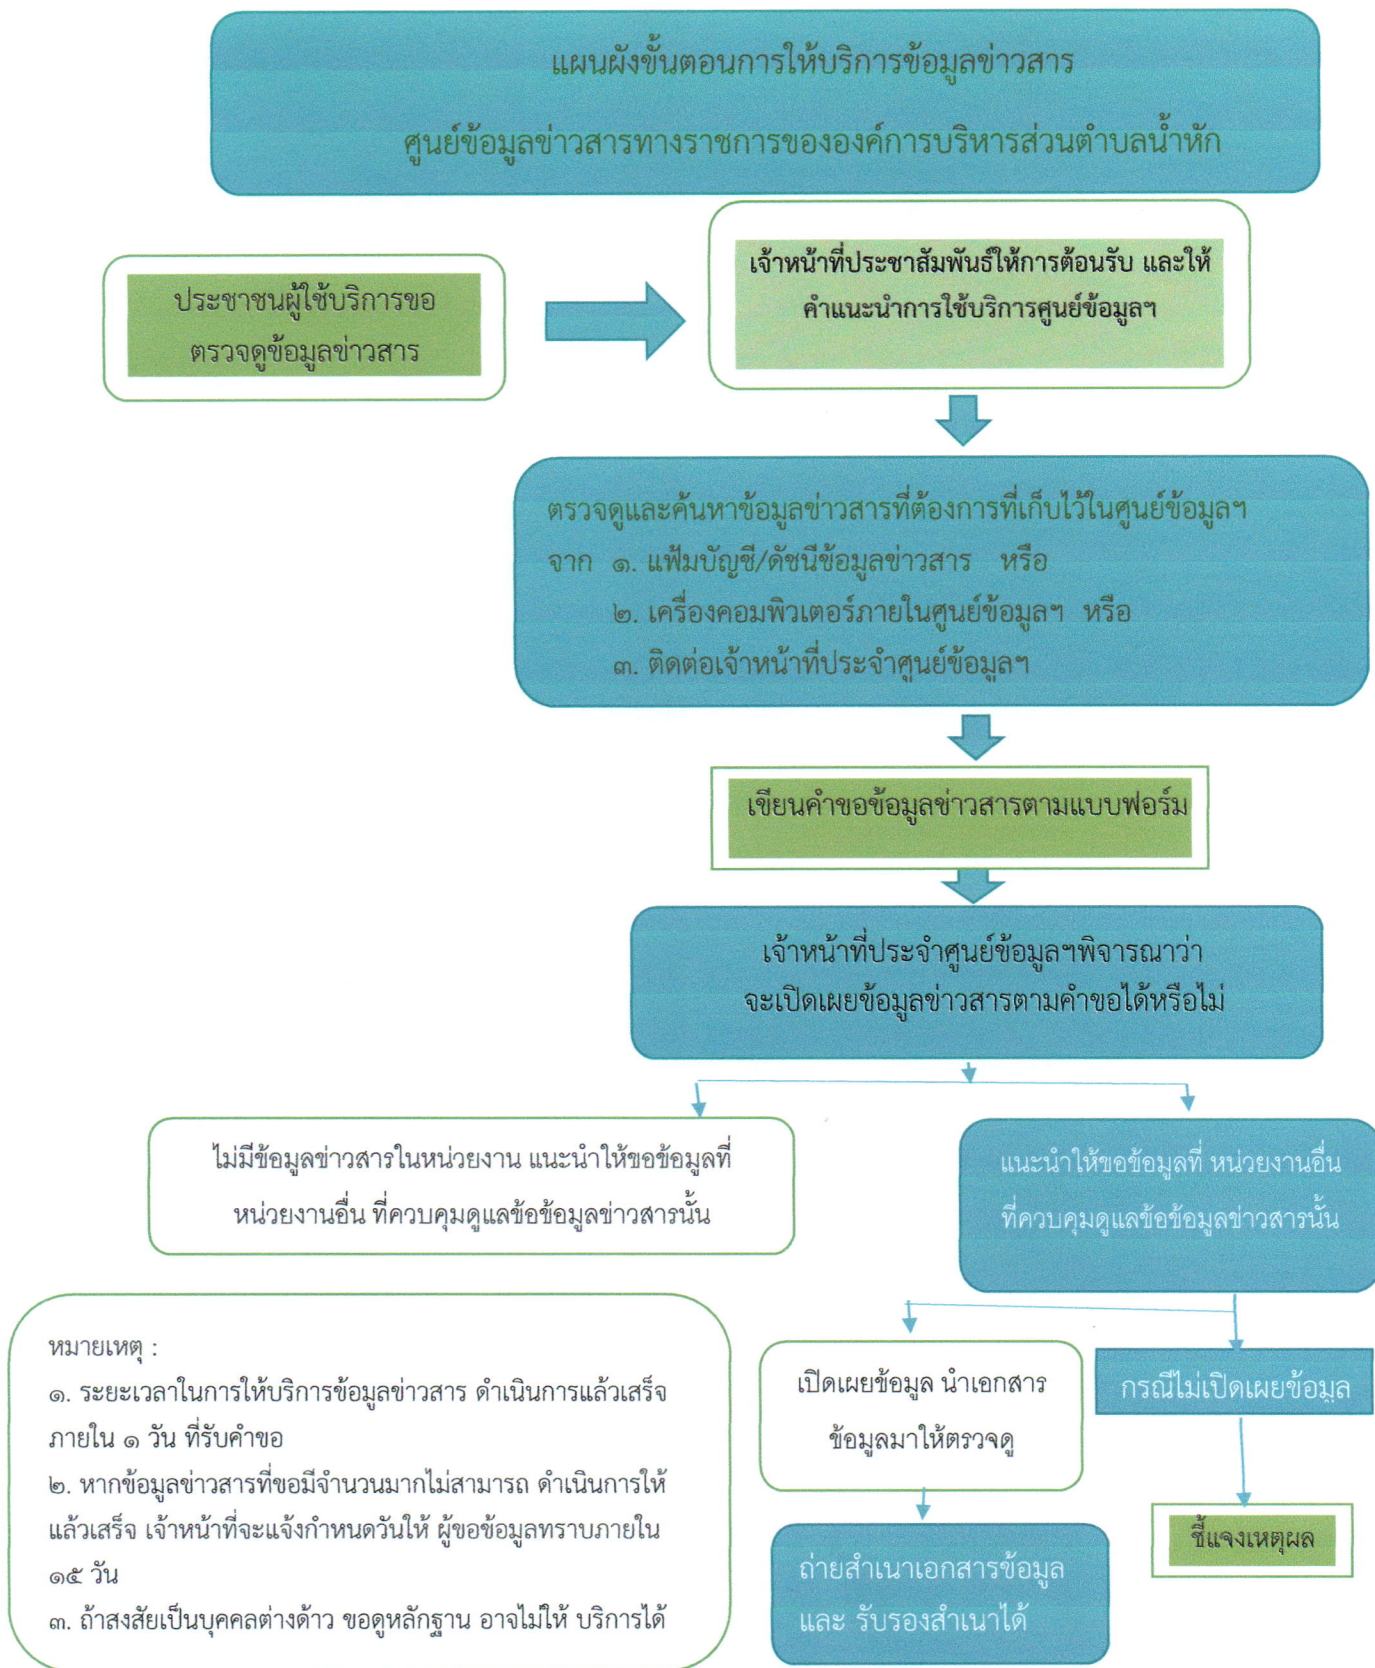 แผนผังขั้นตอนการให้บริการข้อมูลข่าวสาร
ศูนย์ข้อมูลข่าวสารทางราชการขององค์การบริหารส่วนตำบลน้ำหัก
ประชาชนผู้ใช้บริการขอ
ตรวจดูข้อมูลข่าวสาร
เจ้าหน้าที่ประชาสัมพันธ์ให้การต้อนรับ และให้
คำแนะนำการใช้บริการศูนย์ข้อมูลฯ
ตรวจดูและค้นหาข้อมูลข่าวสารที่ต้องการที่เก็บไว้ในศูนย์ข้อมูลฯ
จาก ๑. แฟ้มบัญชี/ดัชนีข้อมูลข่าวสาร หรือ
๒. เครื่องคอมพิวเตอร์ภายในศูนย์ข้อมูลฯ หรือ
๓. ติดต่อเจ้าหน้าที่ประจำศูนย์ข้อมูลฯ
เขียนคำขอข้อมูลข่าวสารตามแบบฟอร์ม
เจ้าหน้าที่ประจำศูนย์ข้อมูลฯพิจารณาว่า
จะเปิดเผยข้อมูลข่าวสารตามคำขอได้หรือไม่
ไม่มีข้อมูลข่าวสารในหน่วยงาน แนะนำให้ขอข้อมูลที่
หน่วยงานอื่น ที่ควบคุมดูแลข้อข้อมูลข่าวสารนั้น
แนะนำให้ขอข้อมูลที่ หน่วยงานอื่น
ที่ควบคุมดูแลข้อข้อมูลข่าวสารนั้น
เปิดเผยข้อมูล นำเอกสาร
ข้อมูลมาให้ตรวจดู
กรณีไม่เปิดเผยข้อมูล
ถ่ายสำเนาเอกสารข้อมูล
และ รับรองสำเนาได้
ชี้แจงเหตุผล
หมายเหตุ :
๑. ระยะเวลาในการให้บริการข้อมูลข่าวสาร ดำเนินการแล้วเสร็จ
ภายใน ๑ วัน ที่รับคำขอ
๒. หากข้อมูลข่าวสารที่ขอมีจำนวนมากไม่สามารถ ดำเนินการให้
แล้วเสร็จ เจ้าหน้าที่จะแจ้งกำหนดวันให้ ผู้ขอข้อมูลทราบภายใน
๑๕ วัน
๓. ถ้าสงสัยเป็นบุคคลต่างด้าว ขอดูหลักฐาน อาจไม่ให้ บริการได้